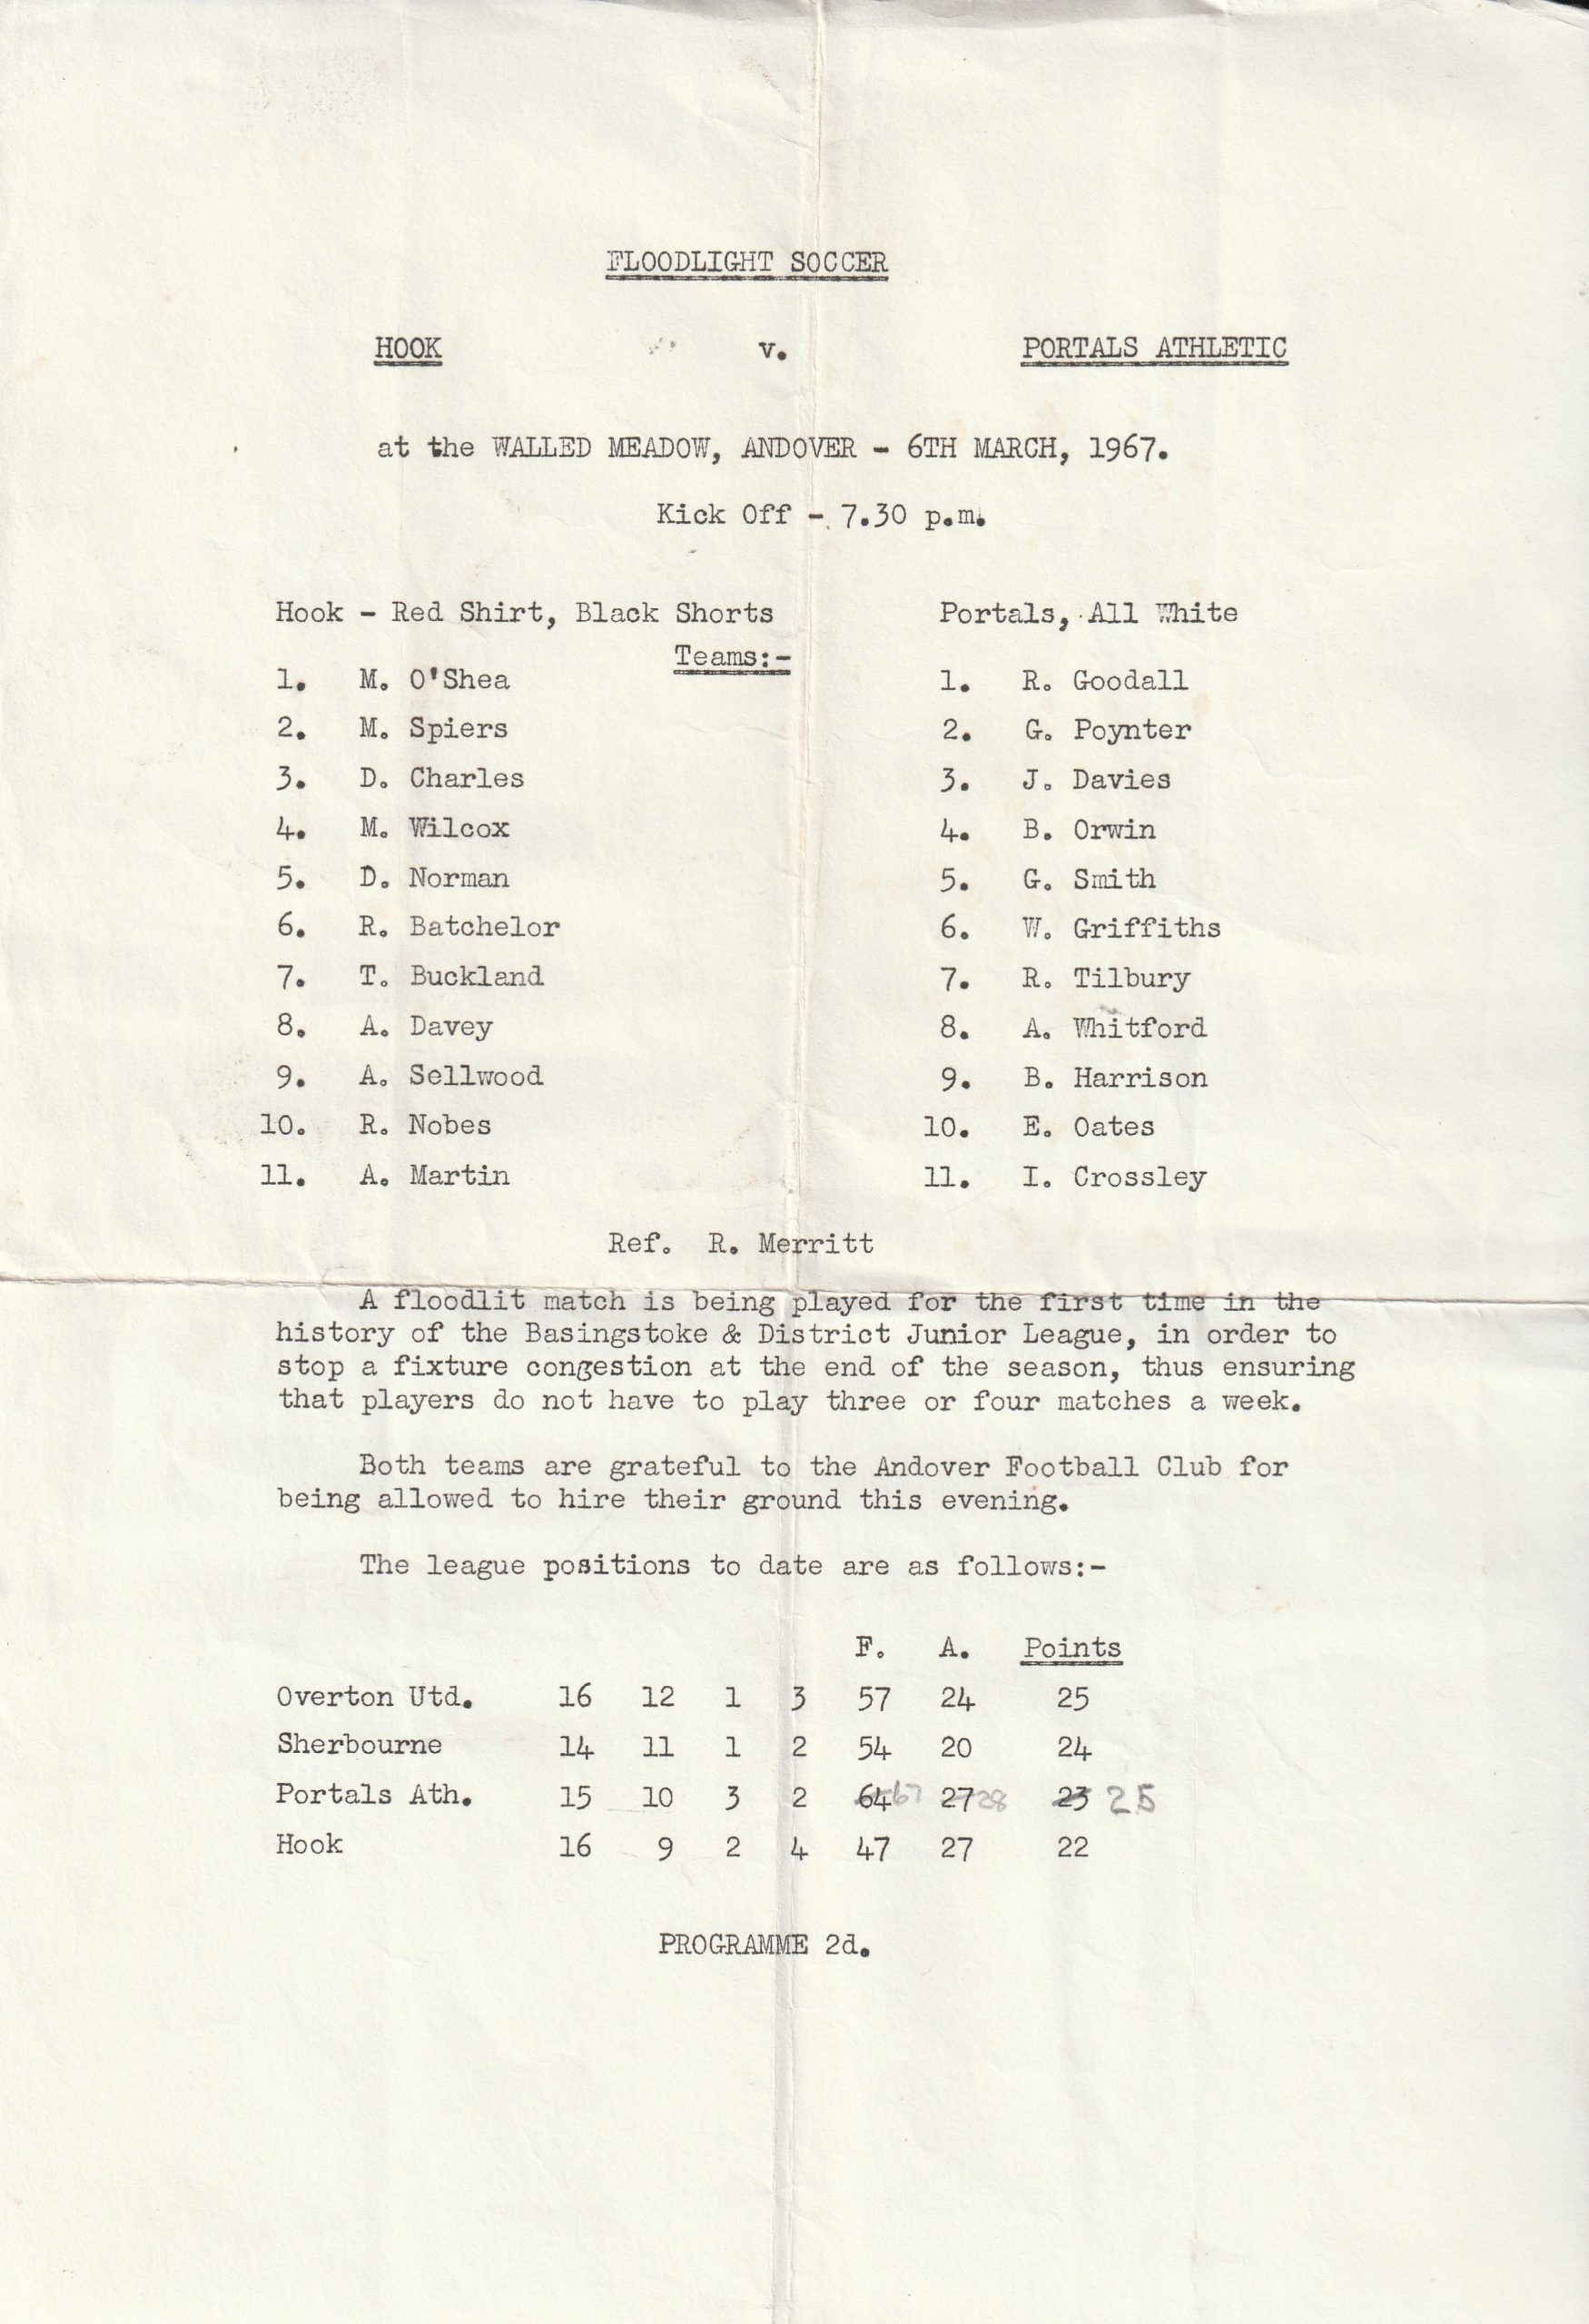 FLOODLIGHT SOCCER
HOOK v. PORTALS ATHLETIC
at the WALLED MEADOW, ANDOVER - 6TH MARCH, 1967.
Kick Off - 7.30 p.m.
Hook - Red Shirt, Black Shorts Portals, All White
Teams:-
1. M. O'Shea 1. R. Goodall
2. M. Spiers 2. G. Poynter
3. D. Charles 3. J. Davies
4. M. Wilcox 4. B. Orwin
5. D. Norman 5. G. Smith
6. R. Batchelor 6. W. Griffiths
7. T. Buckland 7. R. Tilbury
8. A. Davey 8. A. Whitford
9. A. Sellwood 9. B. Harrison
10. R. Nobes 10. E. Oates
11. A. Martin 11. I. Crossley
Ref. R. Merritt
A floodlit match is being played for the first time in the
history of the Basingstoke & District Junior League, in order to
stop a fixture congestion at the end of the season, thus ensuring
that players do not have to play three or four matches a week.
Both teams are grateful to the Andover Football Club for
being allowed to hire their ground this evening.
The league positions to date are as follows:-
F. A. Points
Overton Utd. 16 12 1 3 57 24 25
Sherbourne 14 11 1 2 54 20 24
Portals Ath. 15 10 3 2 64 67 27 28 23 25
Hook 16 9 2 4 47 27 22
PROGRAMME 2d.